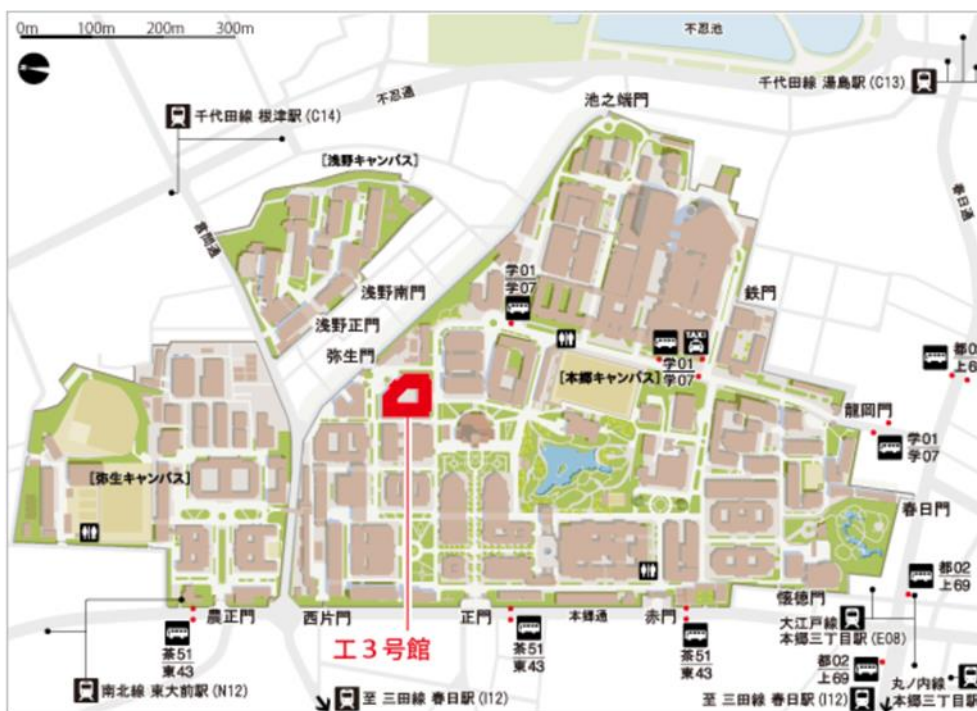 0m 100m 200m 300m
不忍池
千代田線 湯島駅(C13)
不忍通
池之端門
千代田線 根津駅(C14)
[浅野キャンパス]
春日通
言問通
学01
学07
浅野南門
鉄門
浅野正門
弥生門
TAXI
学01
学07
[本郷キャンパス]
都0
上6
龍岡門
学01
学07
[弥生キャンパス]
春日門
都02
上69
懐徳門
農正門
西片門
正門
本郷通
赤門
大江戸線
本郷三丁目駅(E08)
工3号館
茶51
東43
茶51
東43
茶51
東43
都02
上69
丸ノ内線
本郷三丁目駅
南北線 東大前駅(N12)
至 三田線 春日駅(I12)
至 三田線 春日駅(I12)